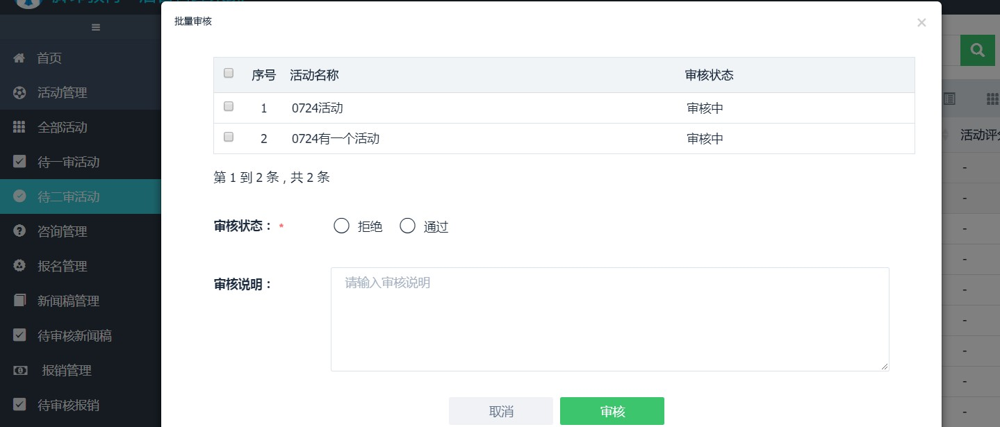 批量审核
×
序号 活动名称 审核状态
1 0724活动 审核中
2 0724有一个活动 审核中
第 1 到 2 条，共 2 条
审核状态： * 拒绝 通过
审核说明：
请输入审核说明
取消 审核
首页
活动管理
全部活动
待一审活动
待二审活动
咨询管理
报名管理
新闻稿管理
待审核新闻稿
报销管理
待审核报销
活动评
-
-
-
-
-
-
-
-
-